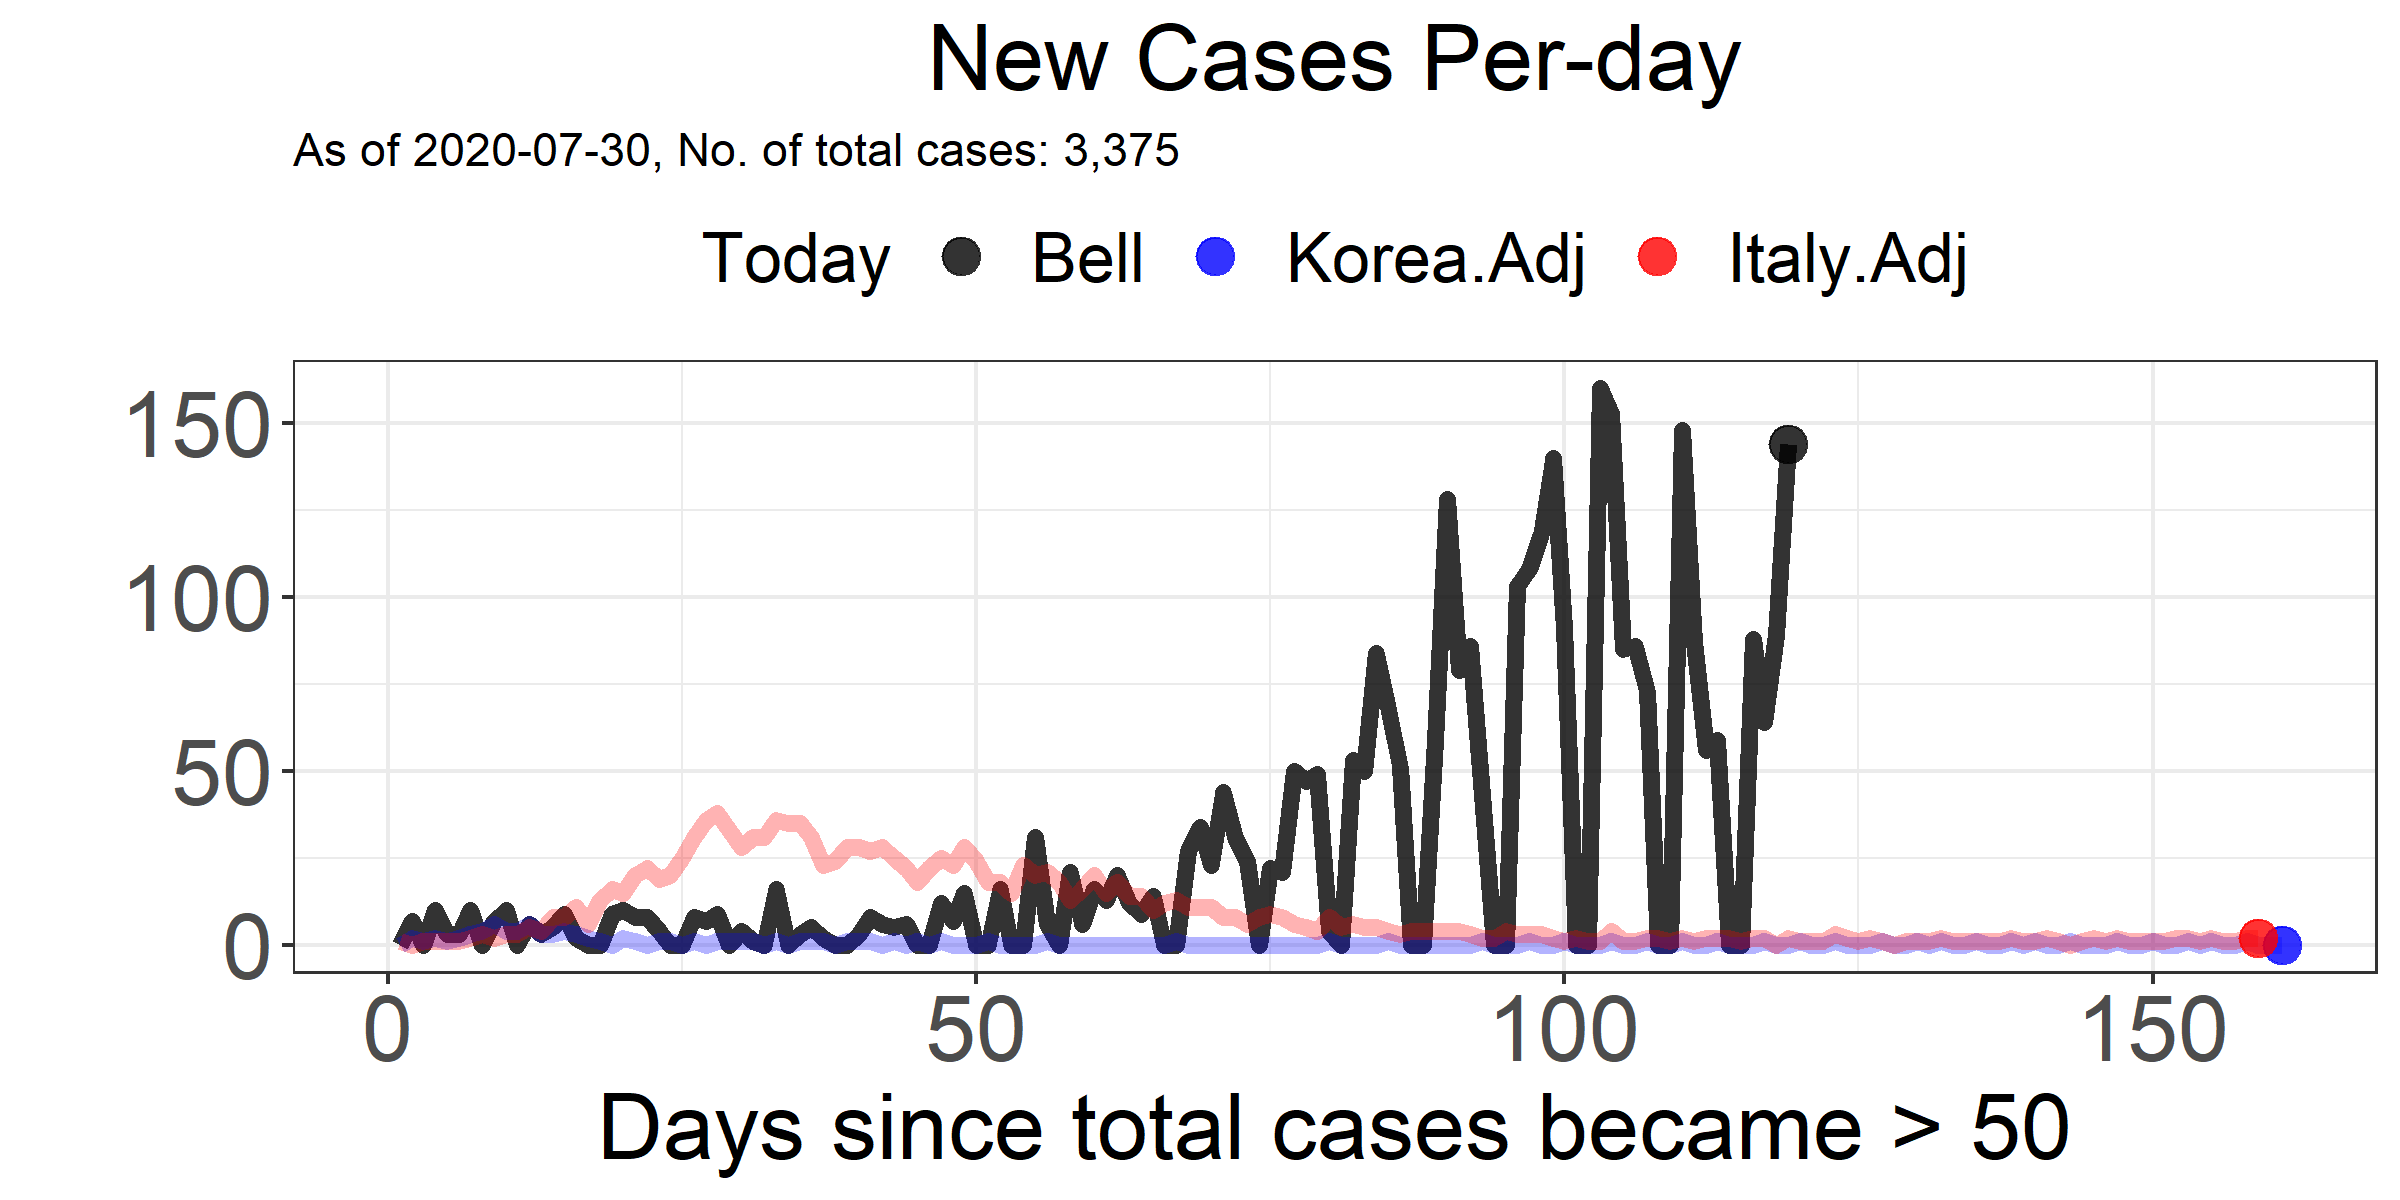 New Cases Per-day
As of 2020-07-30, No. of total cases: 3,375
Today Bell Korea.Adj Italy.Adj
150
100
50
0
0 50 100 150
Days since total cases became > 50